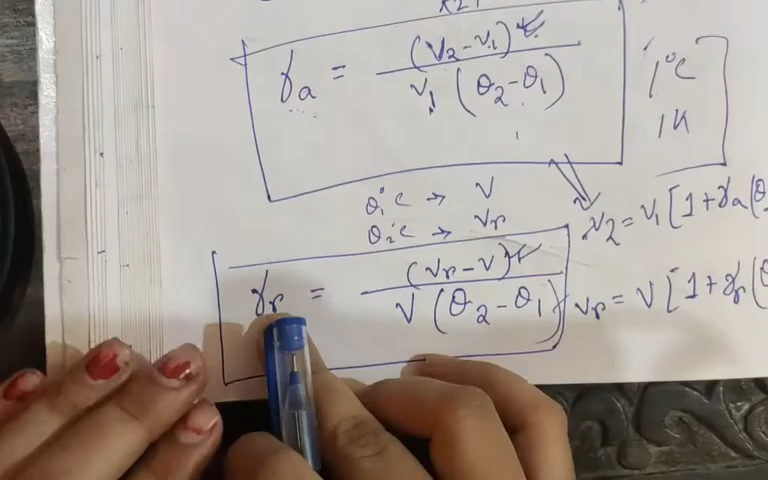 γa = (V2-V1) / V1 (θ2-θ1)
1°C
1K
θ1°C → V
θ2°C → Vr
V2 = V1 [1+γa(θ
γr = (Vr-V) / V (θ2-θ1)
Vr = V [1+γr(θ